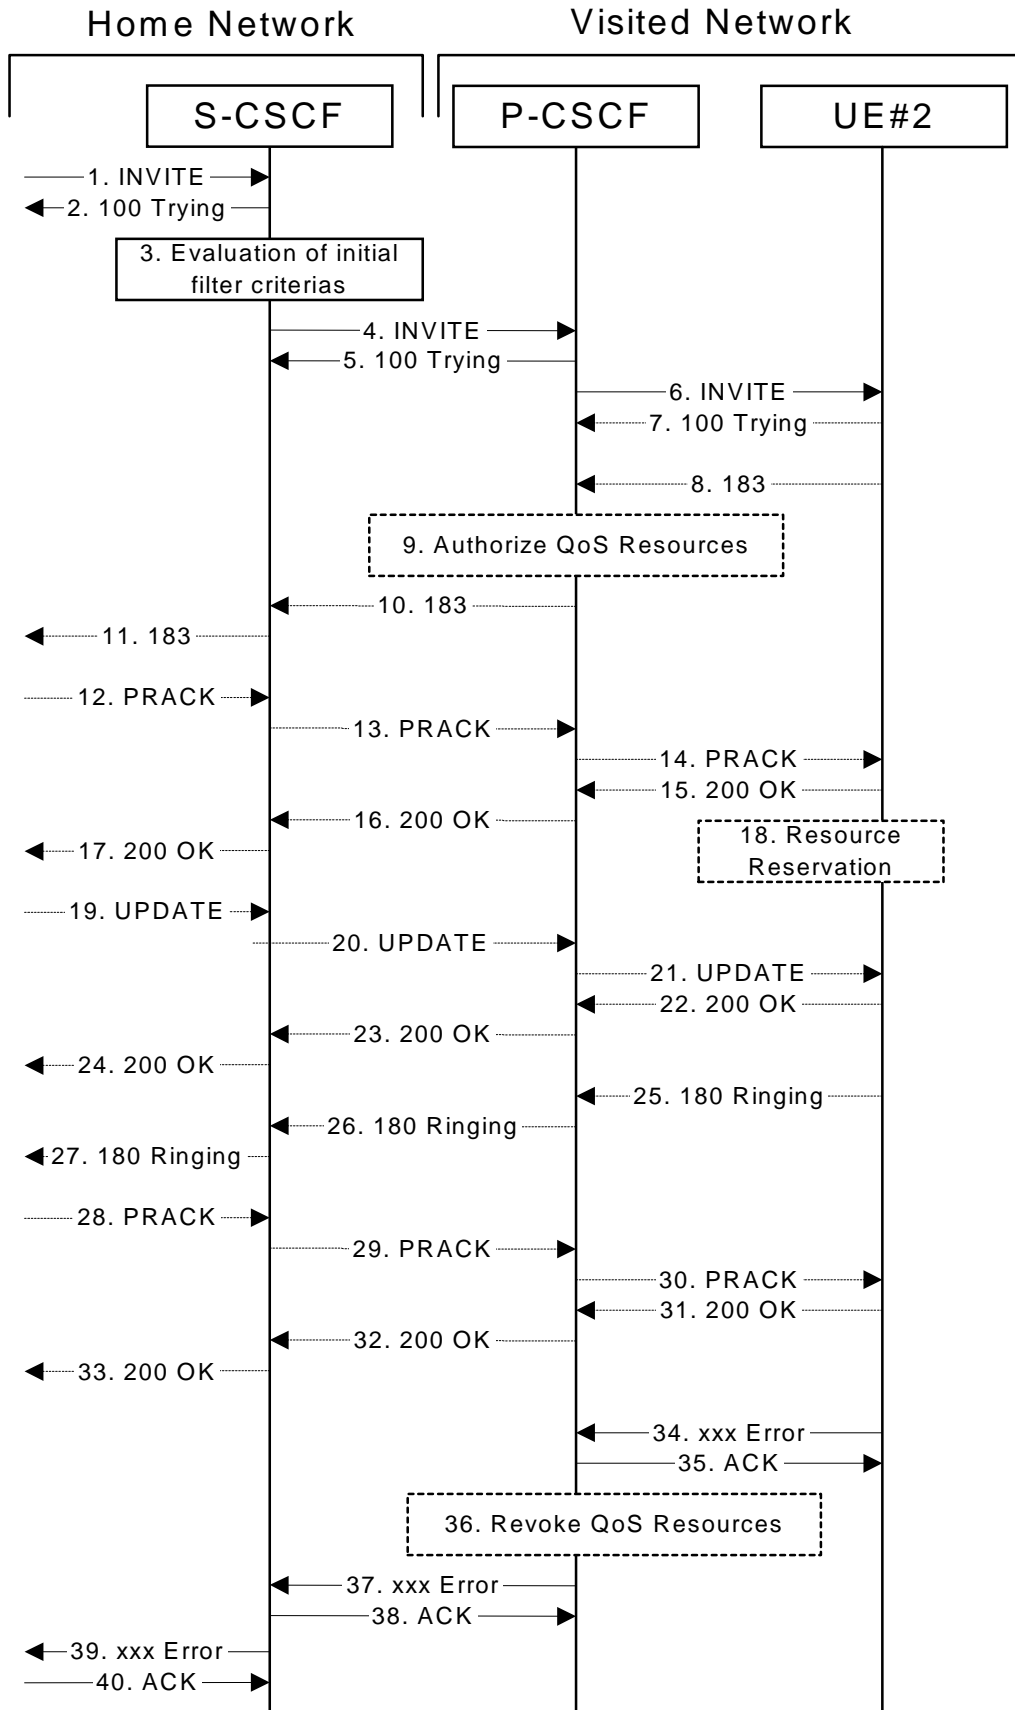 Home Network
Visited Network
S-CSCF
P-CSCF
UE#2
1. INVITE
2. 100 Trying
3. Evaluation of initial
filter criterias
4. INVITE
5. 100 Trying
6. INVITE
7. 100 Trying
8. 183
9. Authorize QoS Resources
10. 183
11. 183
12. PRACK
13. PRACK
14. PRACK
15. 200 OK
16. 200 OK
17. 200 OK
18. Resource
Reservation
19. UPDATE
20. UPDATE
21. UPDATE
22. 200 OK
23. 200 OK
24. 200 OK
25. 180 Ringing
26. 180 Ringing
27. 180 Ringing
28. PRACK
29. PRACK
30. PRACK
31. 200 OK
32. 200 OK
33. 200 OK
34. xxx Error
35. ACK
36. Revoke QoS Resources
37. xxx Error
38. ACK
39. xxx Error
40. ACK